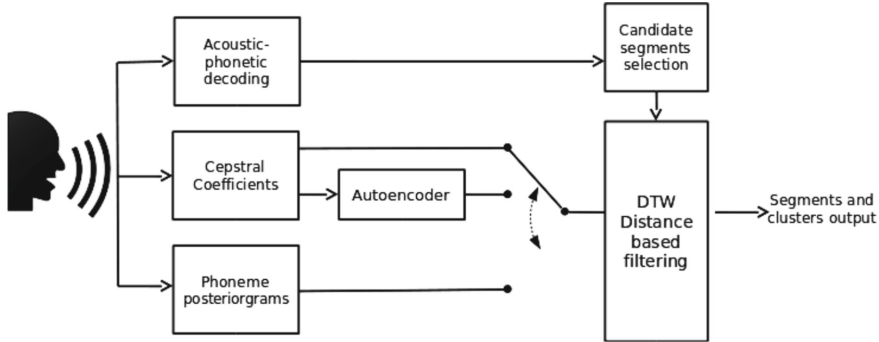 Acoustic-
phonetic
decoding
Candidate
segments
selection
Cepstral
Coefficients
Autoencoder
DTW
Distance
based
filtering
Segments and
clusters output
Phoneme
posteriorgrams